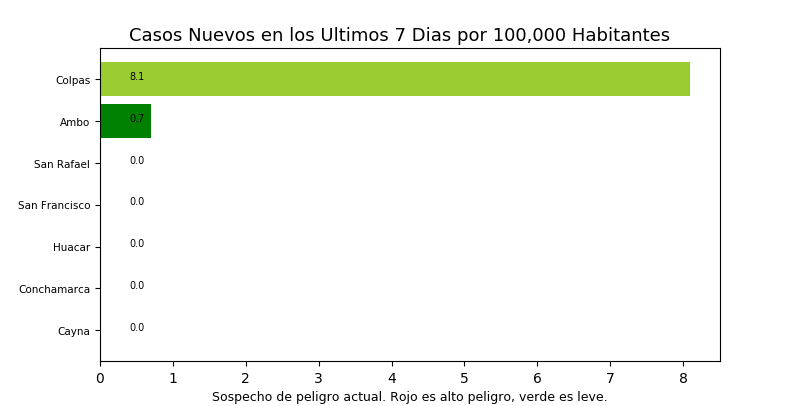 Casos Nuevos en los Ultimos 7 Dias por 100,000 Habitantes
Colpas 8.1
Ambo 0.7
San Rafael 0.0
San Francisco 0.0
Huacar 0.0
Conchamarca 0.0
Cayna 0.0
0 1 2 3 4 5 6 7 8
Sospecho de peligro actual. Rojo es alto peligro, verde es leve.